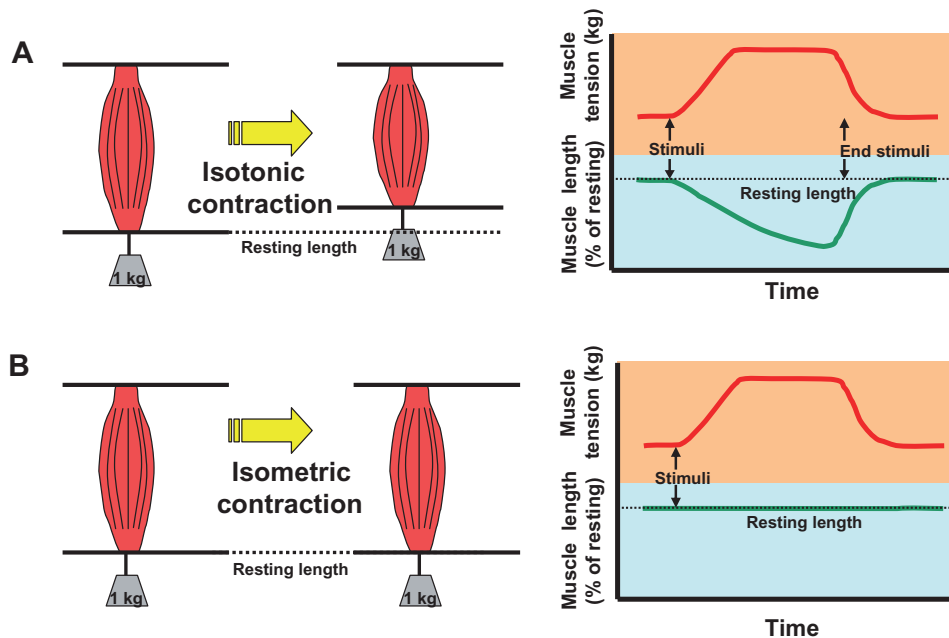 A
Isotonic
contraction
Resting length
1 kg
1 kg
Muscle
tension (kg)
Muscle length
(% of resting)
Stimuli
End stimuli
Resting length
Time
B
Isometric
contraction
Resting length
1 kg
1 kg
Muscle
tension (kg)
Muscle length
(% of resting)
Stimuli
Resting length
Time